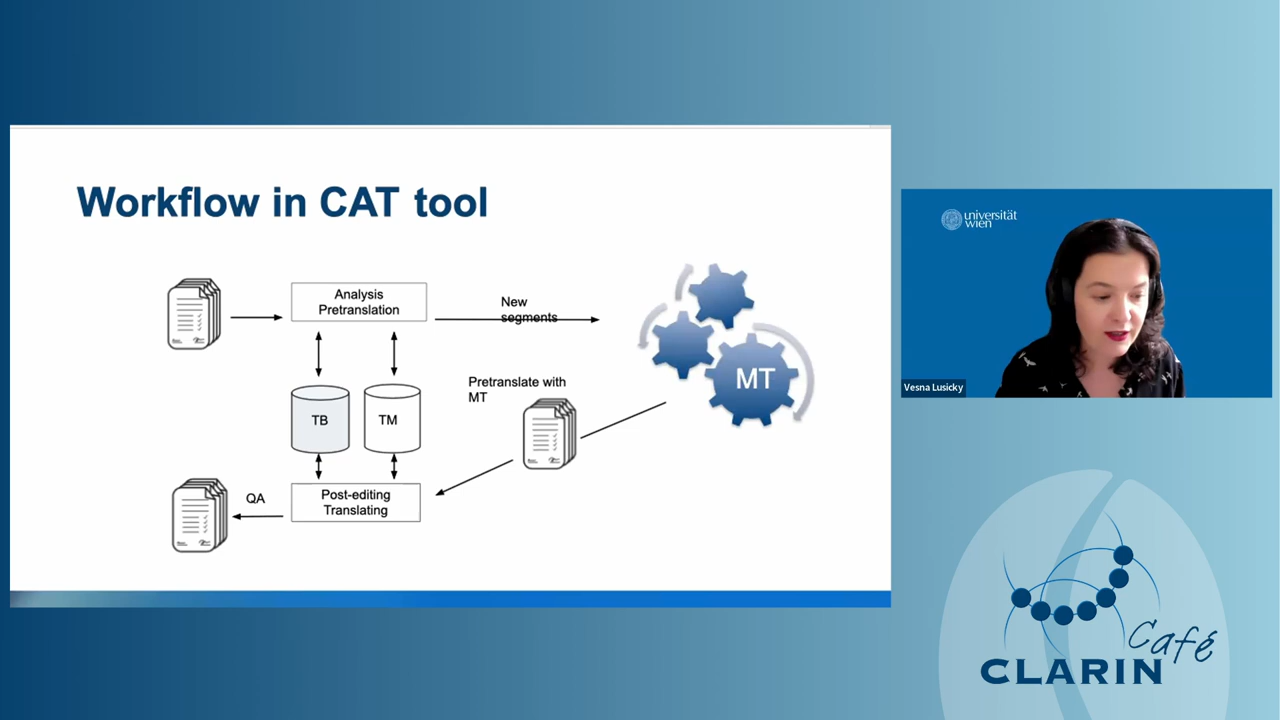 Workflow in CAT tool
Analysis
Pretranslation
New
segments
MT
Pretranslate with
MT
TB
TM
QA
Post-editing
Translating
universität
wien
Vesna Lusicky
Café
CLARIN